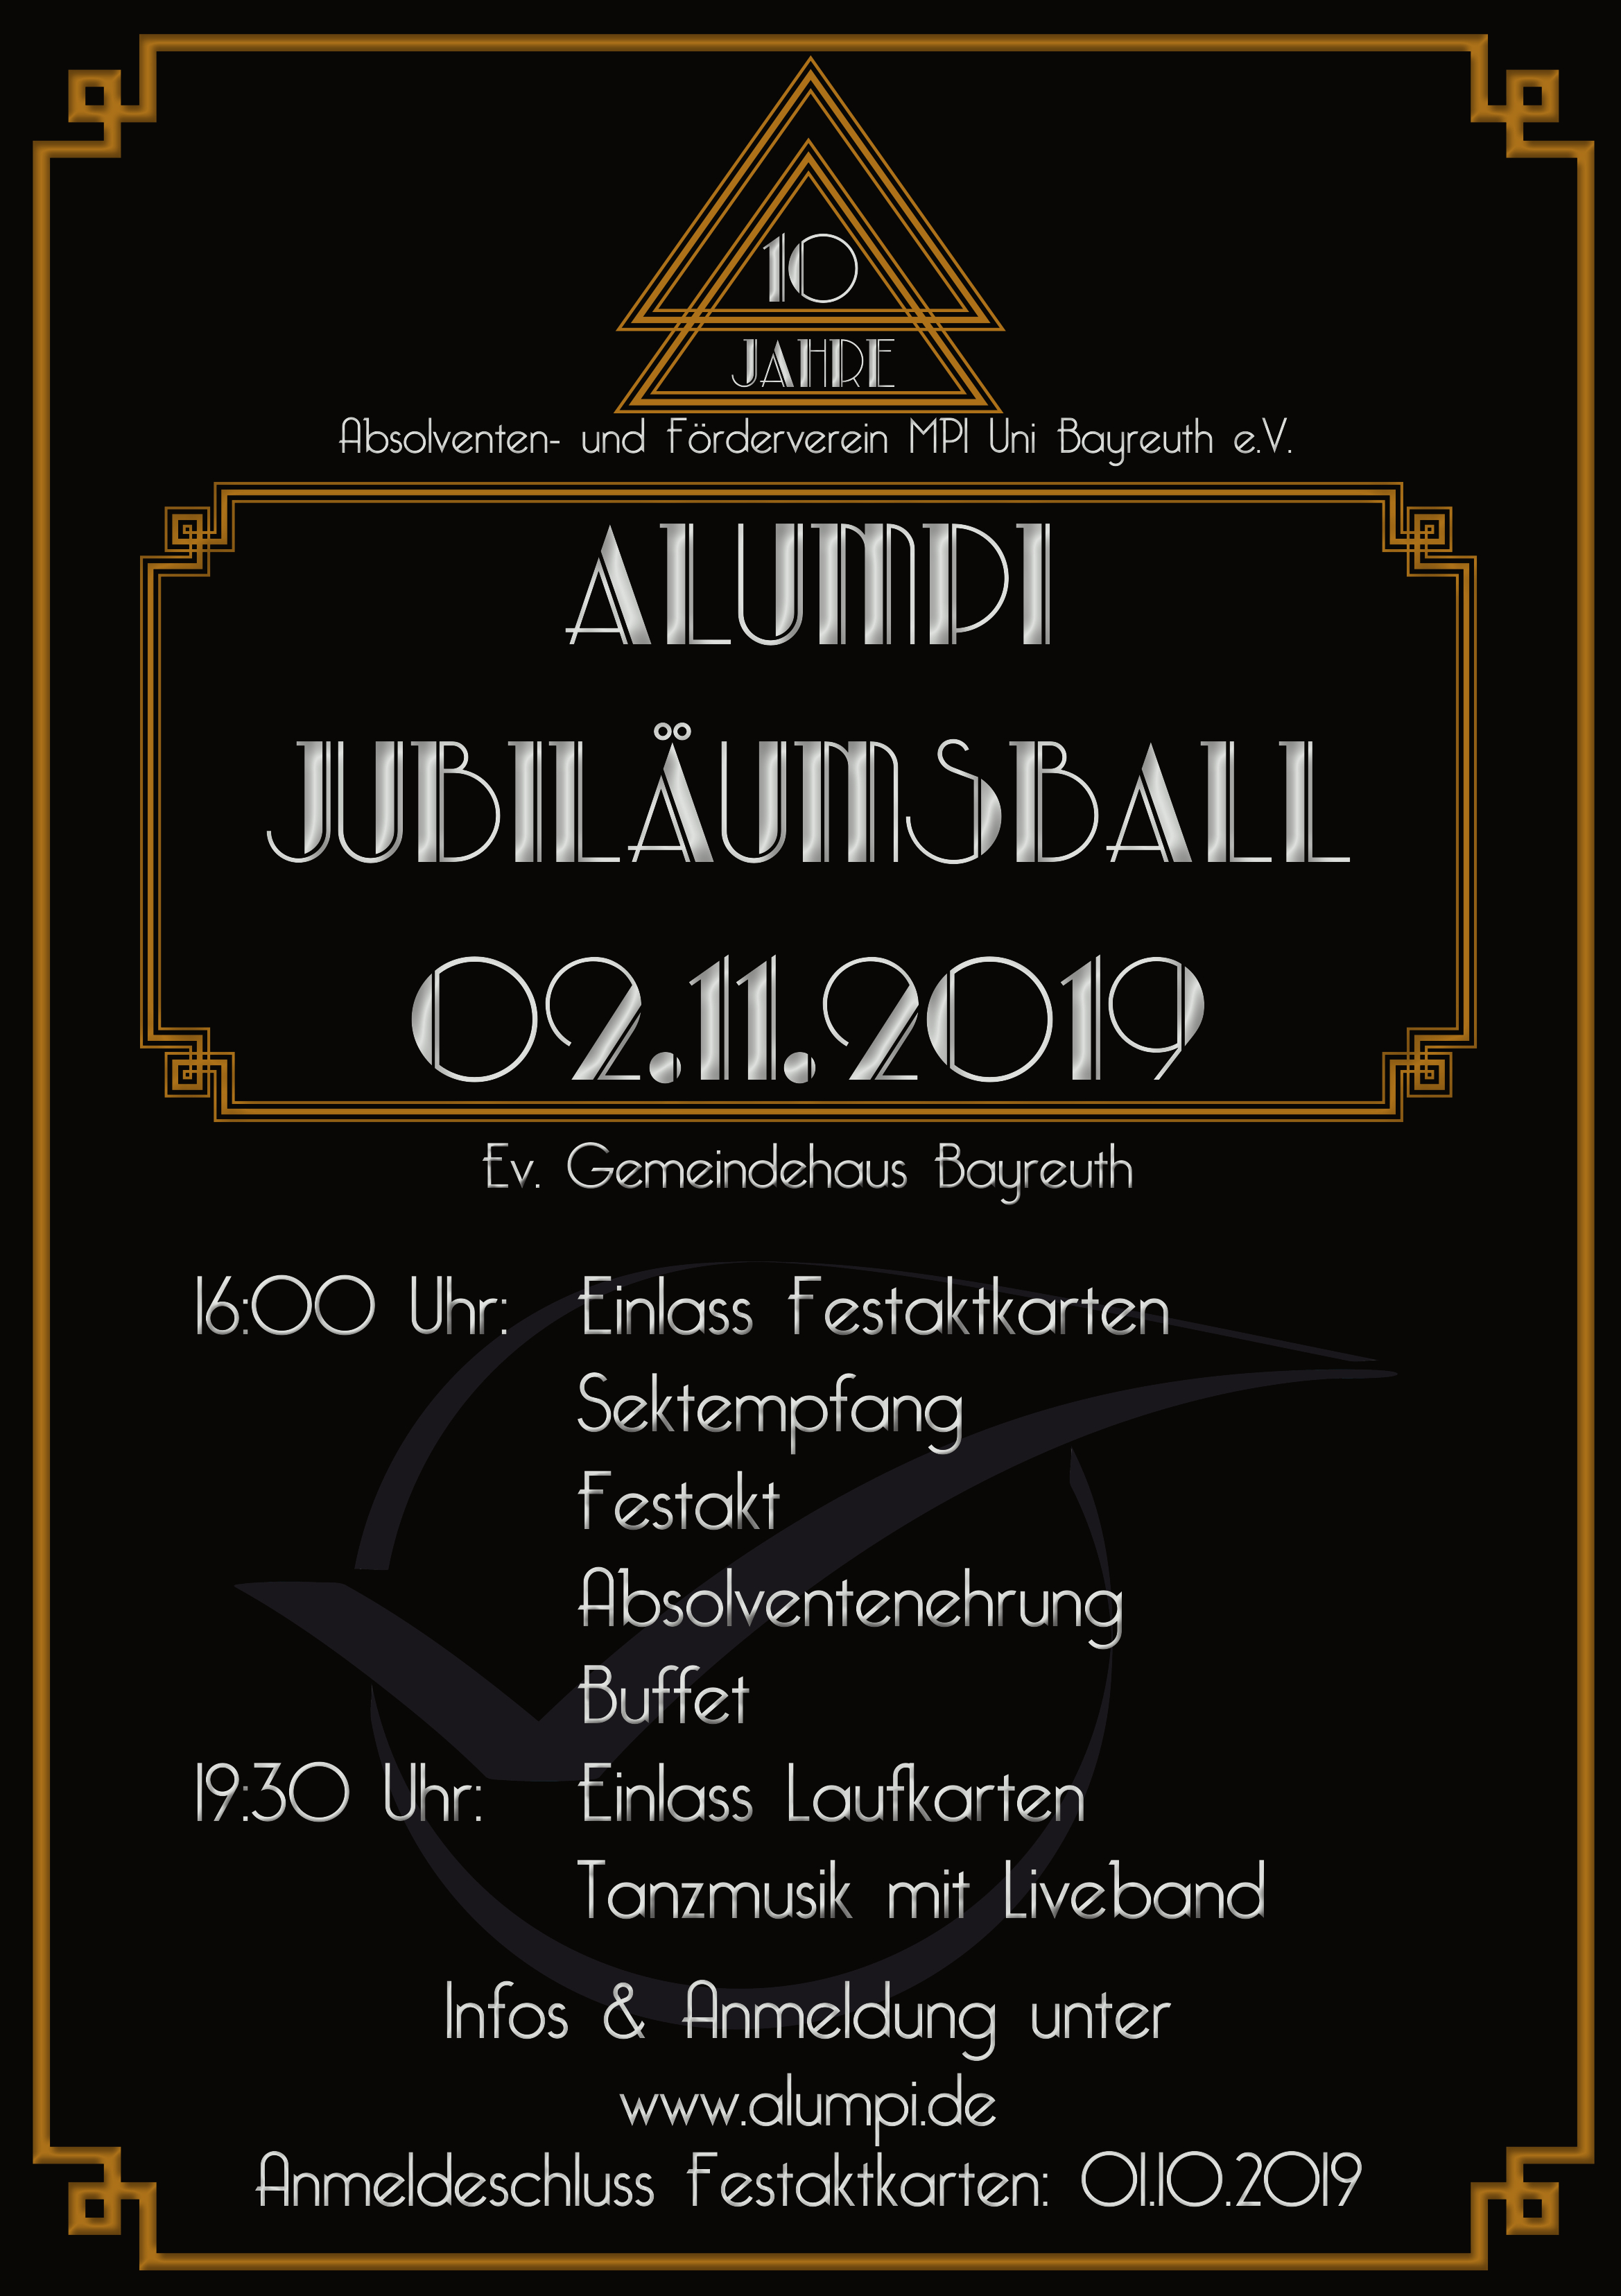 10
JAHRE
Absolventen- und Förderverein MPI Uni Bayreuth e.V.
ALUMPI
JUBILÄUMSBALL
02.11.2019
Ev. Gemeindehaus Bayreuth
16:00 Uhr: Einlass Festaktkarten
Sektempfang
Festakt
Absolventenehrung
Buffet
19:30 Uhr: Einlass Laufkarten
Tanzmusik mit Liveband
Infos & Anmeldung unter
www.alumpi.de
Anmeldeschluss Festaktkarten: 01.10.2019